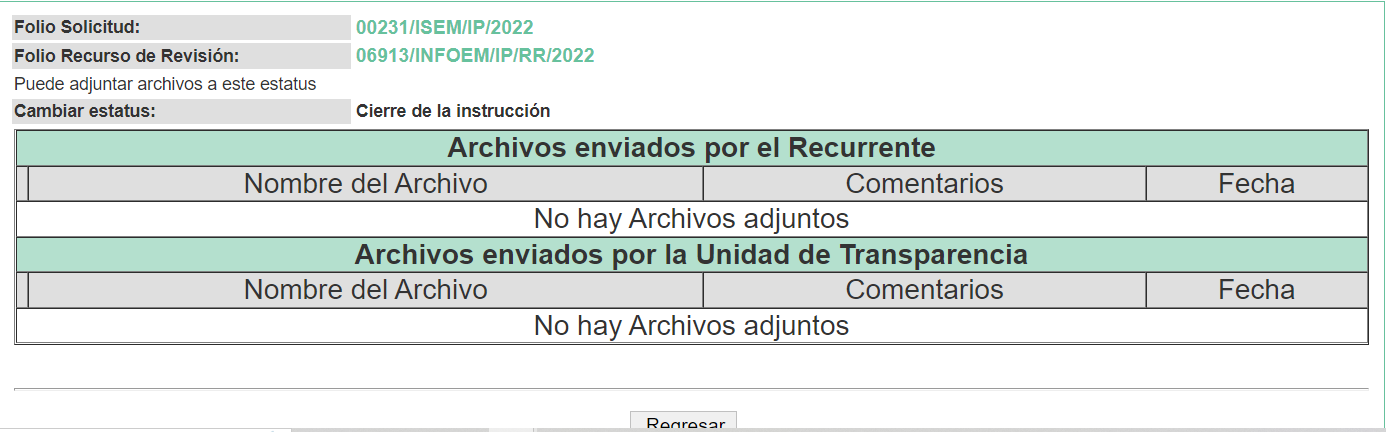 Folio Solicitud: 00231/ISEM/IP/2022
Folio Recurso de Revisión: 06913/INFOEM/IP/RR/2022
Puede adjuntar archivos a este estatus
Cambiar estatus: Cierre de la instrucción
Archivos enviados por el Recurrente
Nombre del Archivo Comentarios Fecha
No hay Archivos adjuntos
Archivos enviados por la Unidad de Transparencia
Nombre del Archivo Comentarios Fecha
No hay Archivos adjuntos
Regresar